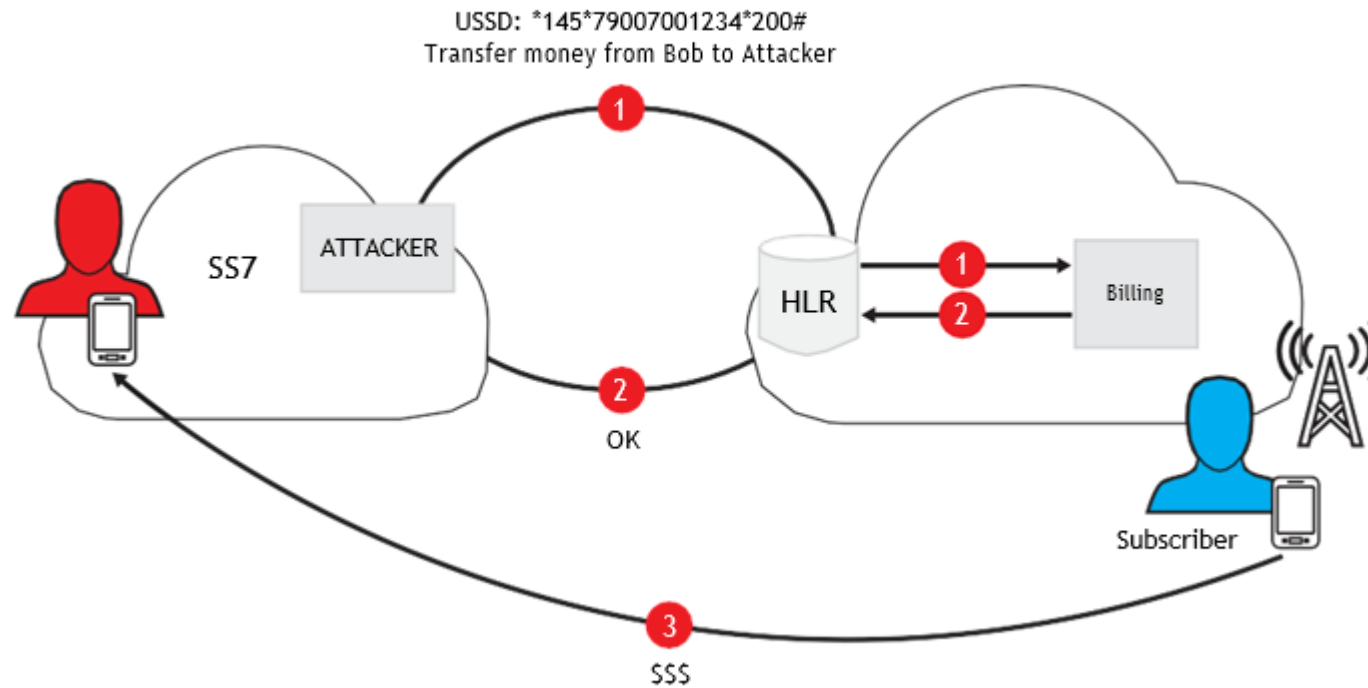 USSD: *145*79007001234*200#
Transfer money from Bob to Attacker
1
ATTACKER
SS7
HLR
1
2
Billing
2
OK
Subscriber
3
$$$